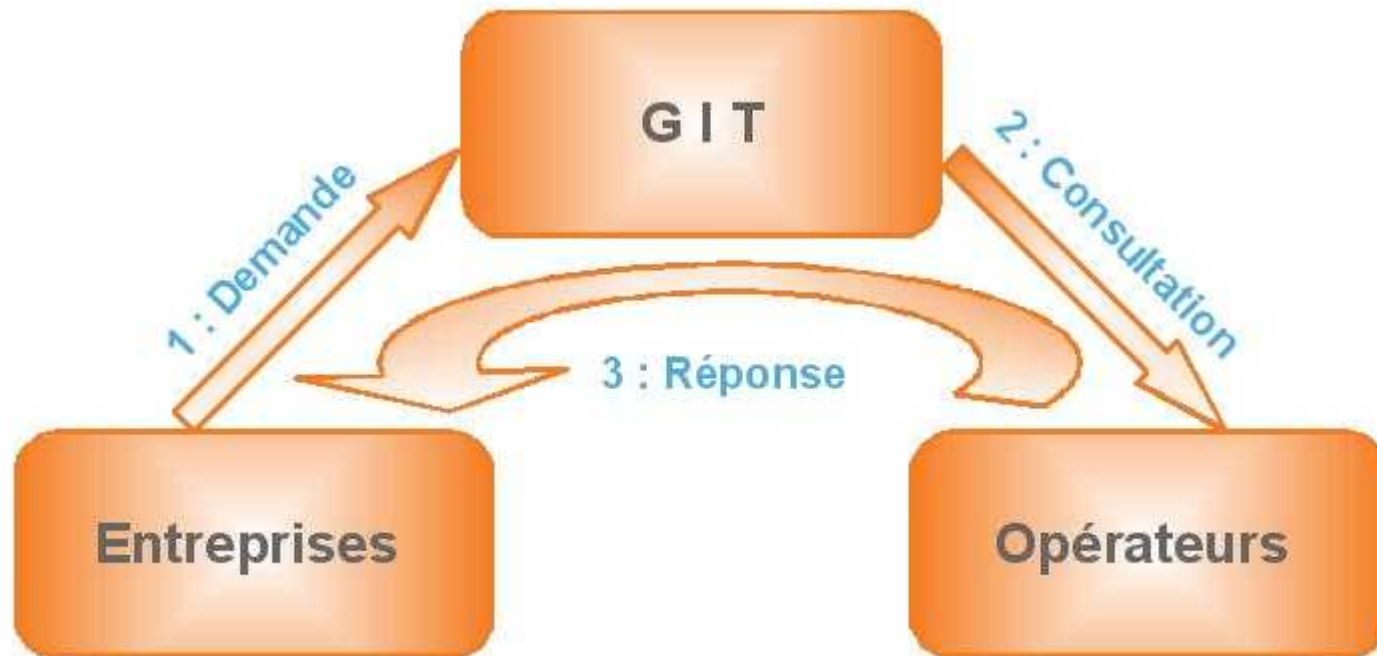 G I T
1 : Demande
2 : Consultation
3 : Réponse
Entreprises
Opérateurs